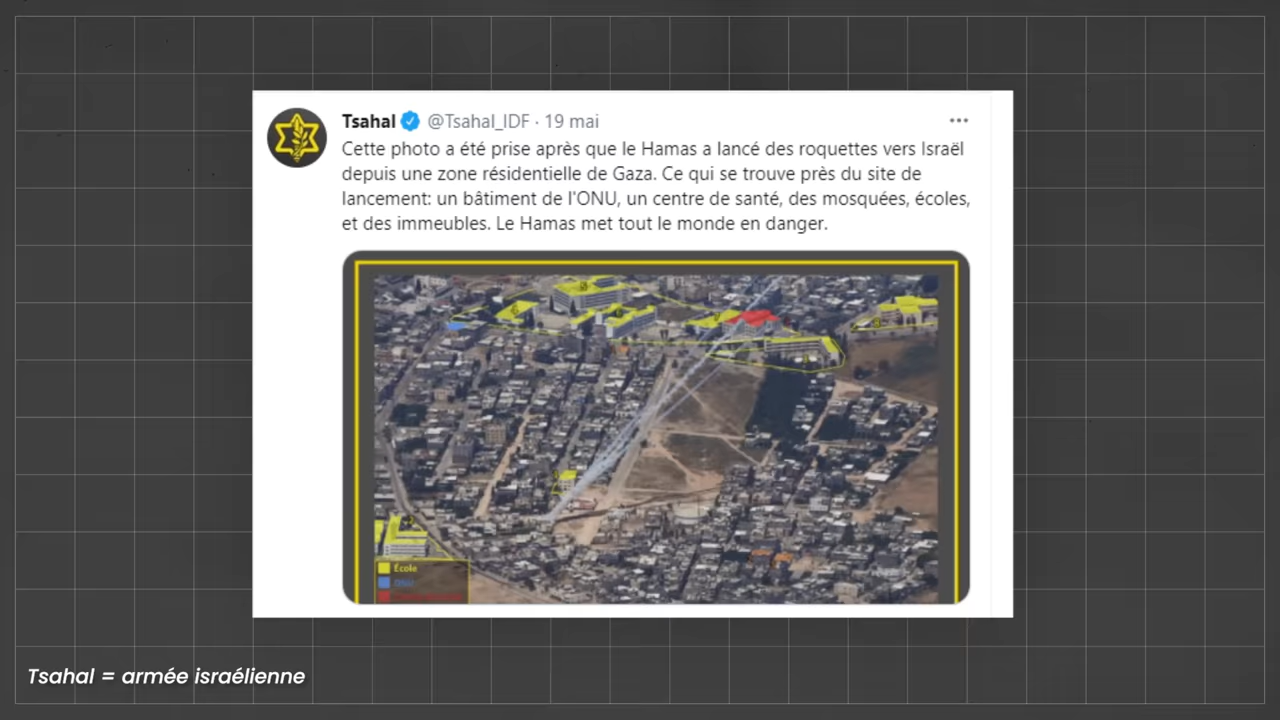 Tsahal @Tsahal_IDF · 19 mai
Cette photo a été prise après que le Hamas a lancé des roquettes vers Israël
depuis une zone résidentielle de Gaza. Ce qui se trouve près du site de
lancement: un bâtiment de l'ONU, un centre de santé, des mosquées, écoles,
et des immeubles. Le Hamas met tout le monde en danger.
École
ONU
Tsahal = armée israélienne